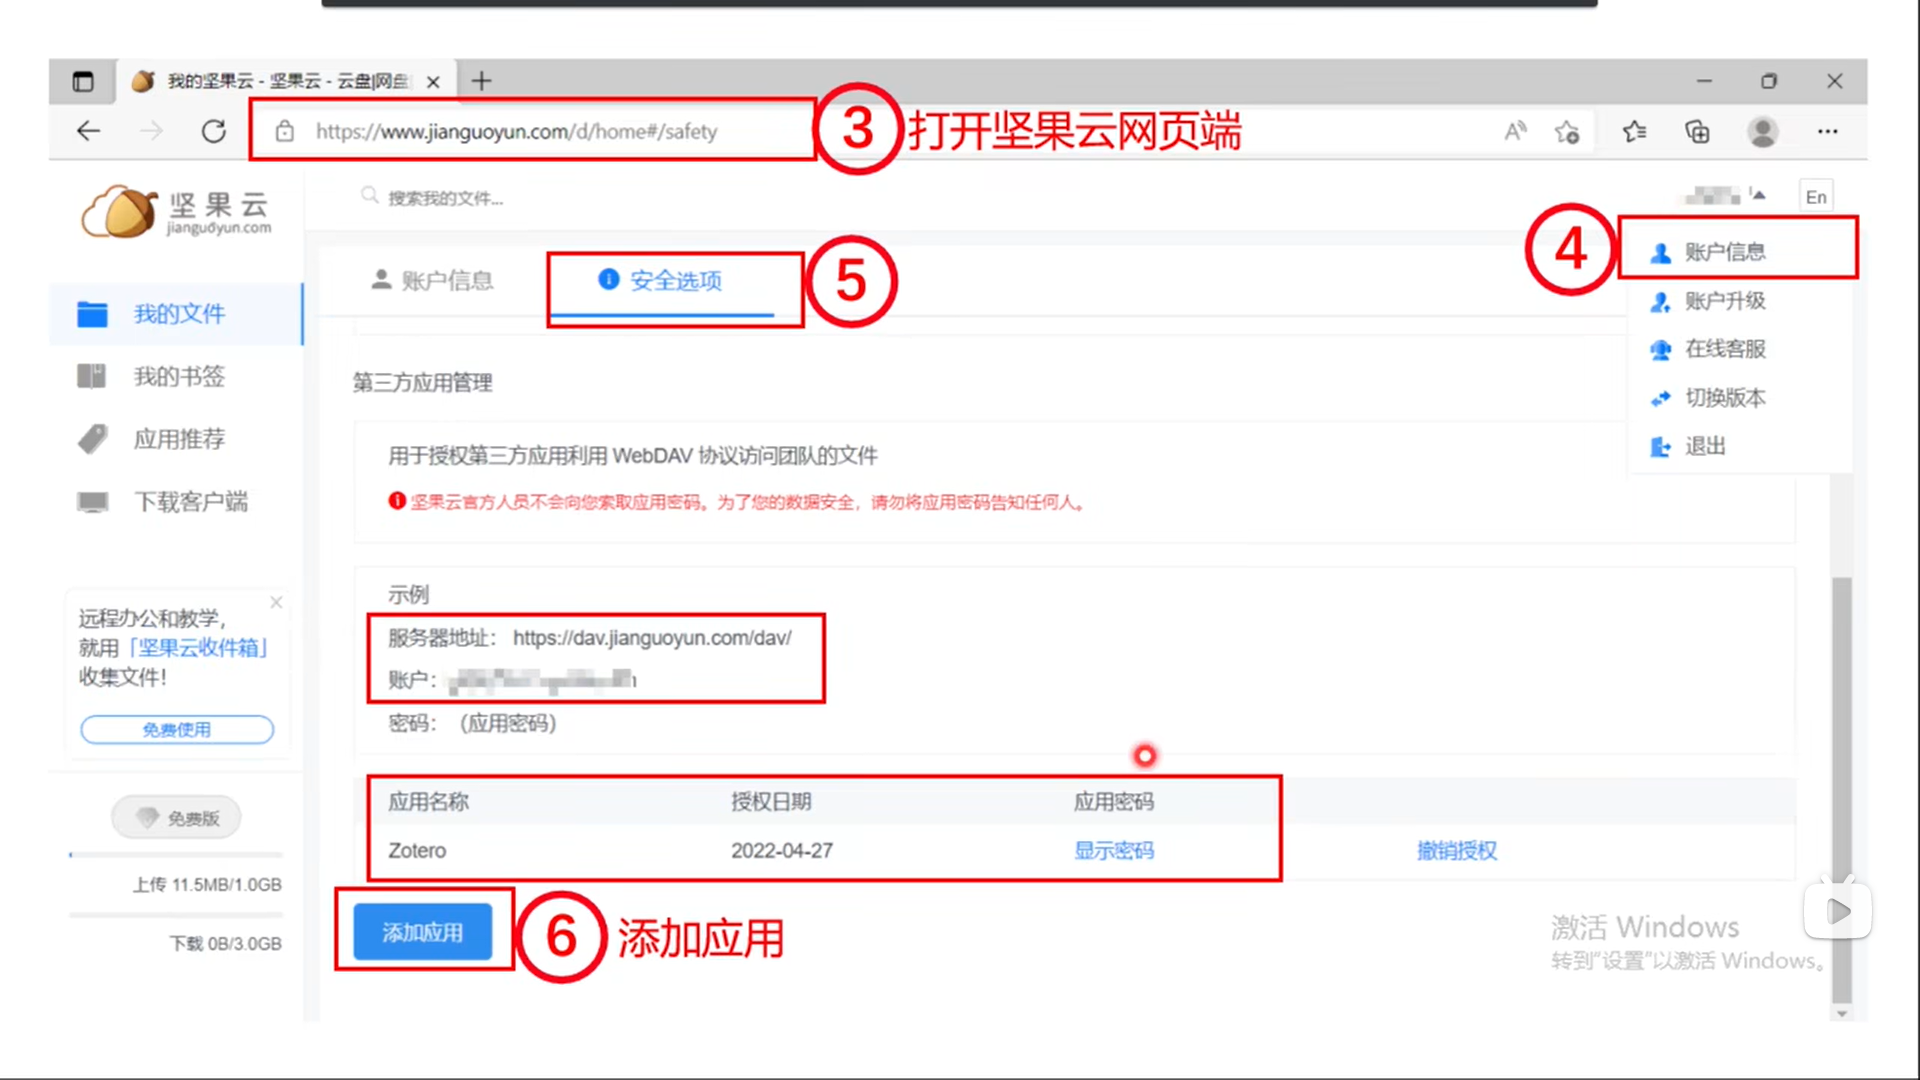 我的坚果云 - 坚果云 - 云盘|网盘
https://www.jianguoyun.com/d/home#/safety
③ 打开坚果云网页端
坚果云
jianguoyun.com
搜索我的文件...
En
④ 账户信息
账户升级
在线客服
切换版本
退出
我的文件
我的书签
应用推荐
下载客户端
账户信息
安全选项 ⑤
第三方应用管理
用于授权第三方应用利用 WebDAV 协议访问团队的文件
坚果云官方人员不会向您索取应用密码。为了您的数据安全，请勿将应用密码告知任何人。
示例
服务器地址： https://dav.jianguoyun.com/dav/
账户：
密码： （应用密码）
远程办公和教学，
就用「坚果云收件箱」
收集文件！
免费使用
免费版
上传 11.5MB/1.0GB
下载 0B/3.0GB
应用名称 授权日期 应用密码
Zotero 2022-04-27 显示密码 撤销授权
添加应用 ⑥ 添加应用
激活 Windows
转到“设置”以激活 Windows。